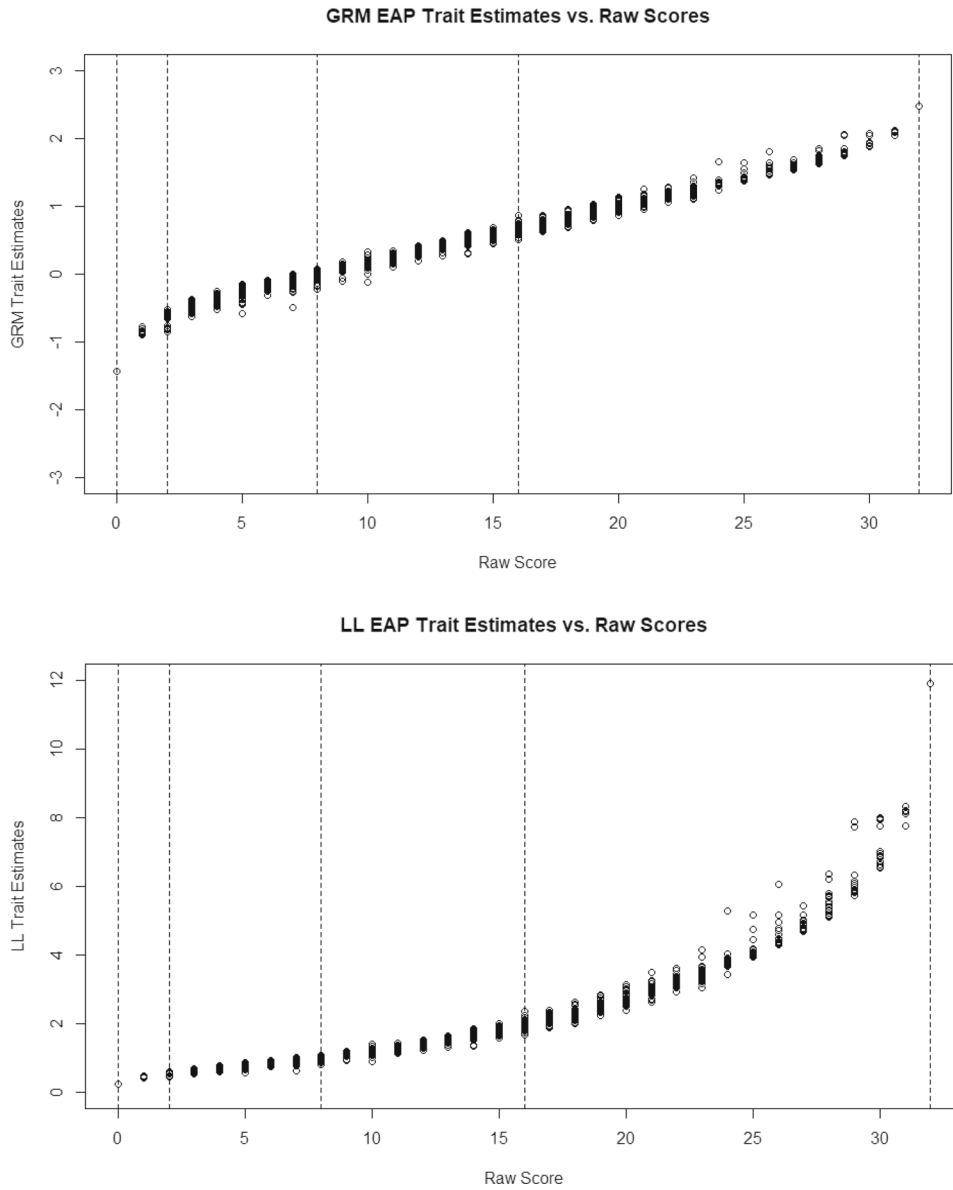 GRM EAP Trait Estimates vs. Raw Scores
GRM Trait Estimates
3
2
1
0
-1
-2
-3
0 5 10 15 20 25 30
Raw Score
LL EAP Trait Estimates vs. Raw Scores
LL Trait Estimates
12
10
8
6
4
2
0
0 5 10 15 20 25 30
Raw Score